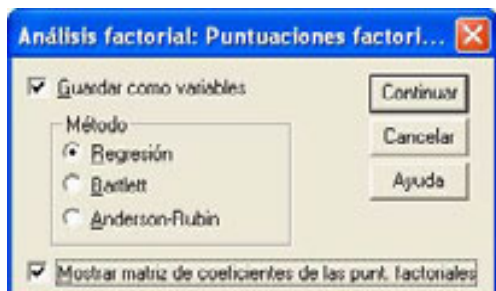 Análisis factorial: Puntuaciones factori...
Guardar como variables
Continuar
Método
Cancelar
Regresión
Ayuda
Bartlett
Anderson-Rubin
Mostrar matriz de coeficientes de las punt. factoriales